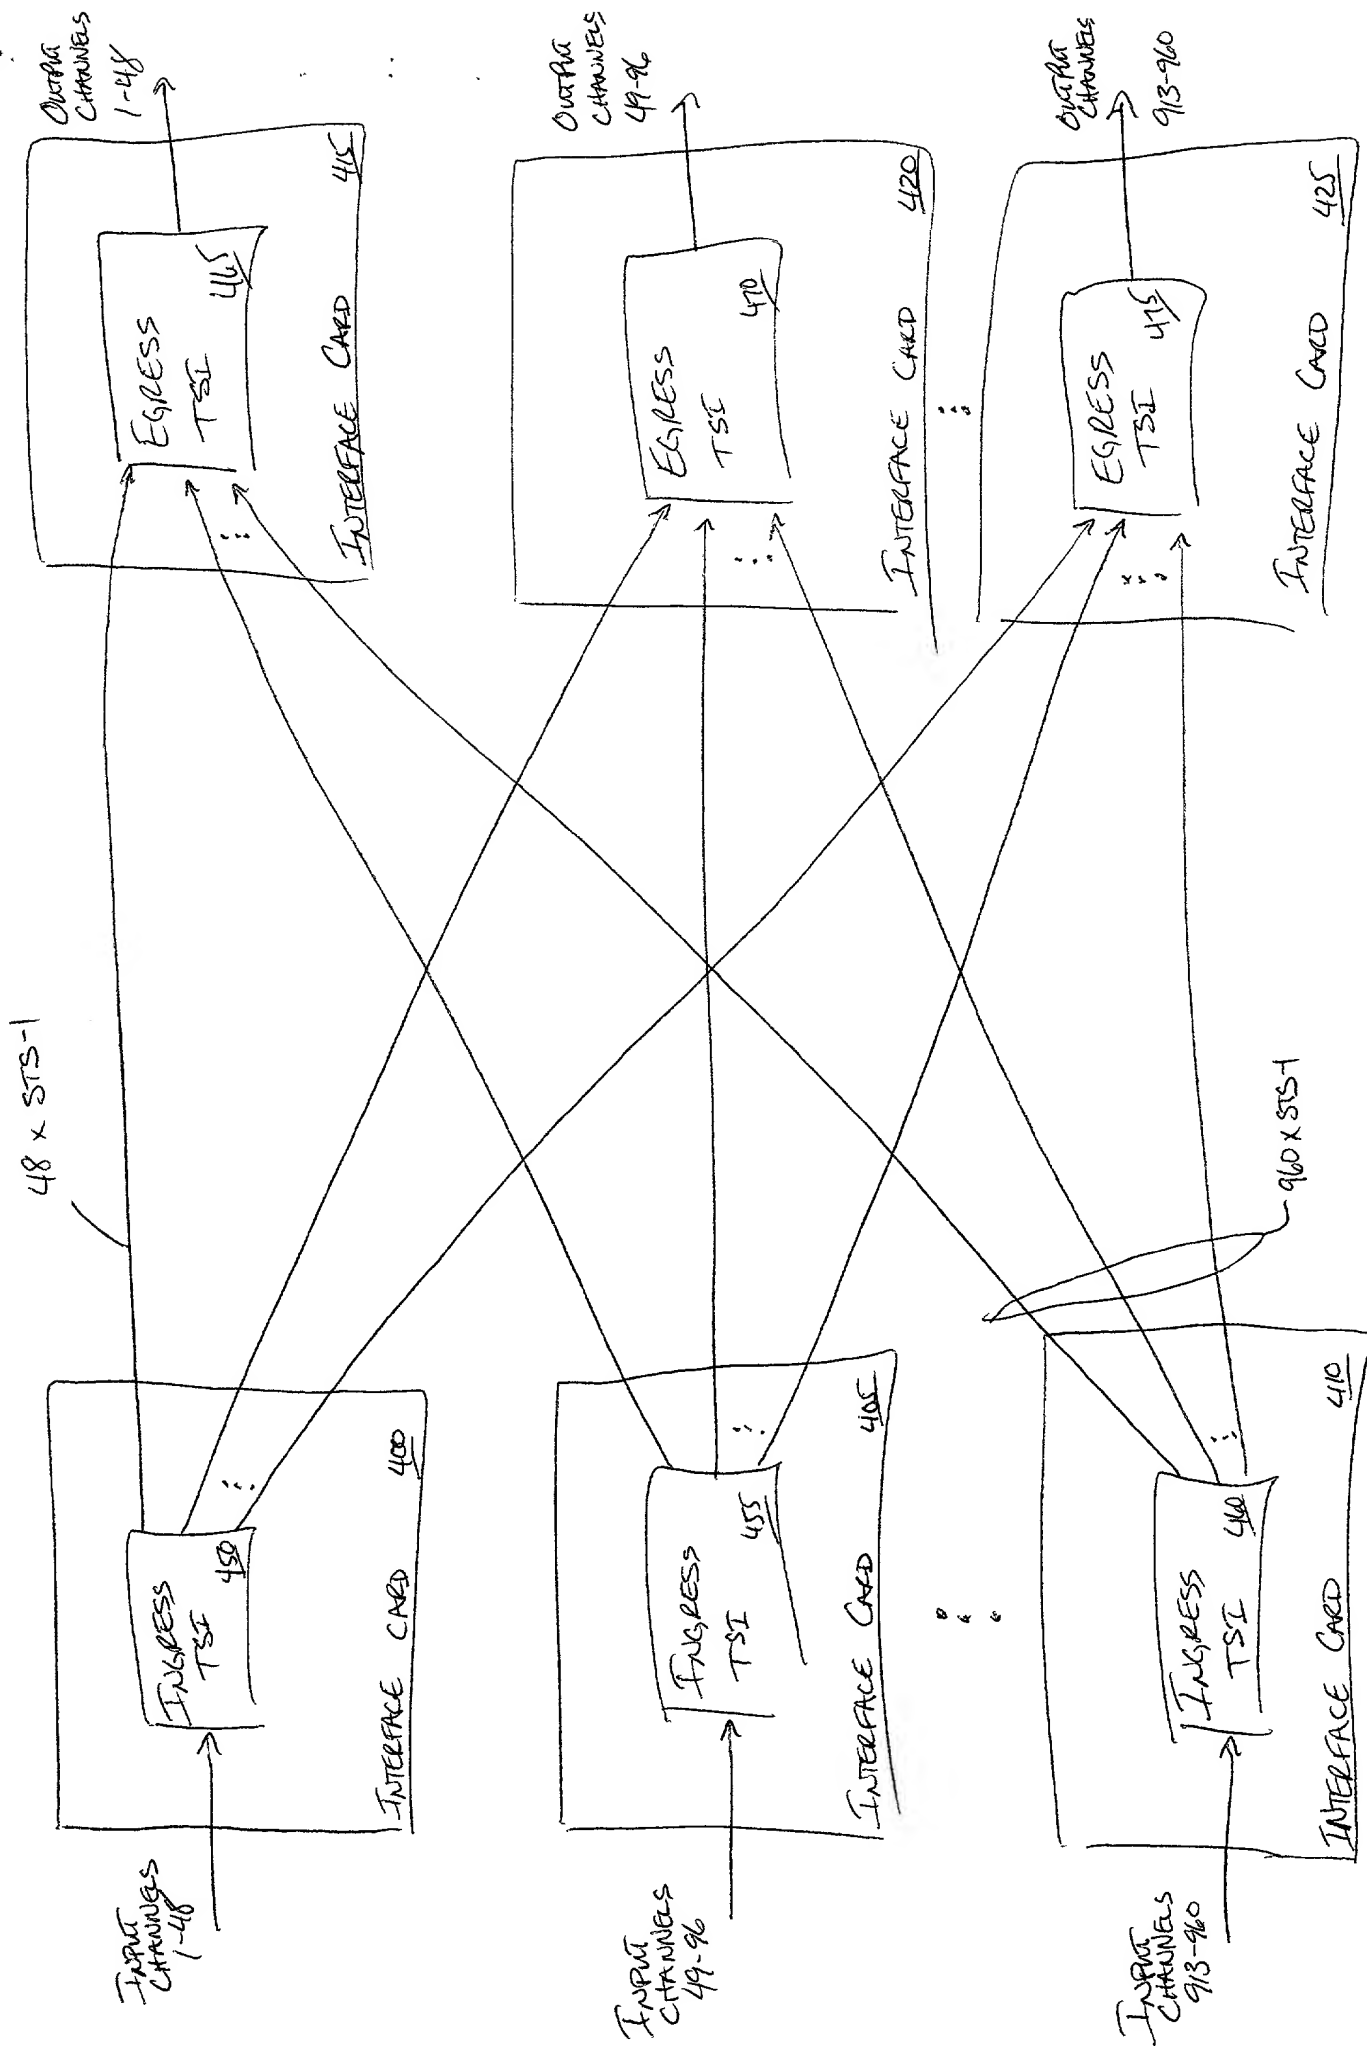 INPUT
CHANNELS
1-48
INGRESS
TSI
450
INTERFACE CARD
400
48 x STS-1
EGRESS
TSI
465
INTERFACE CARD
415
OUTPUT
CHANNELS
1-48
INPUT
CHANNELS
49-96
INGRESS
TSI
455
INTERFACE CARD
405
EGRESS
TSI
470
INTERFACE CARD
420
OUTPUT
CHANNELS
49-96
INPUT
CHANNELS
913-960
INGRESS
TSI
460
INTERFACE CARD
410
960 x STS-1
EGRESS
TSI
475
INTERFACE CARD
425
OUTPUT
CHANNELS
913-960